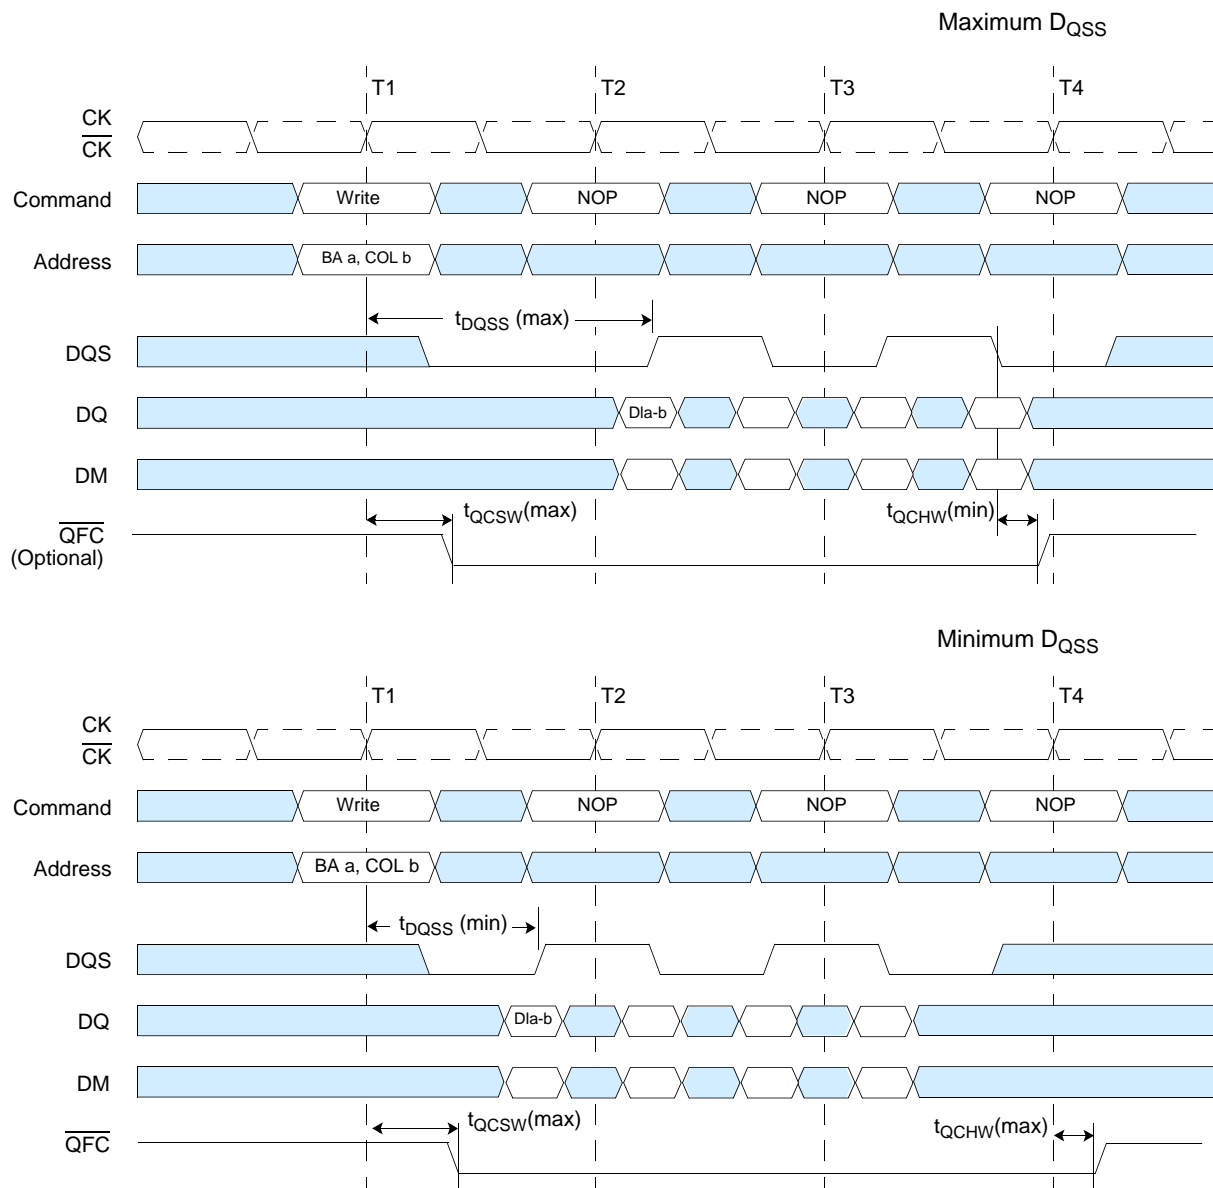 Maximum DQSS
T1 T2 T3 T4
CK
CK
Command Write NOP NOP NOP
Address BA a, COL b
tDQSS (max)
DQS
DQ Dla-b
DM
tQCSW(max) tQCHW(min)
QFC
(Optional)
Minimum DQSS
T1 T2 T3 T4
CK
CK
Command Write NOP NOP NOP
Address BA a, COL b
tDQSS (min)
DQS
DQ Dla-b
DM
tQCSW(max) tQCHW(max)
QFC